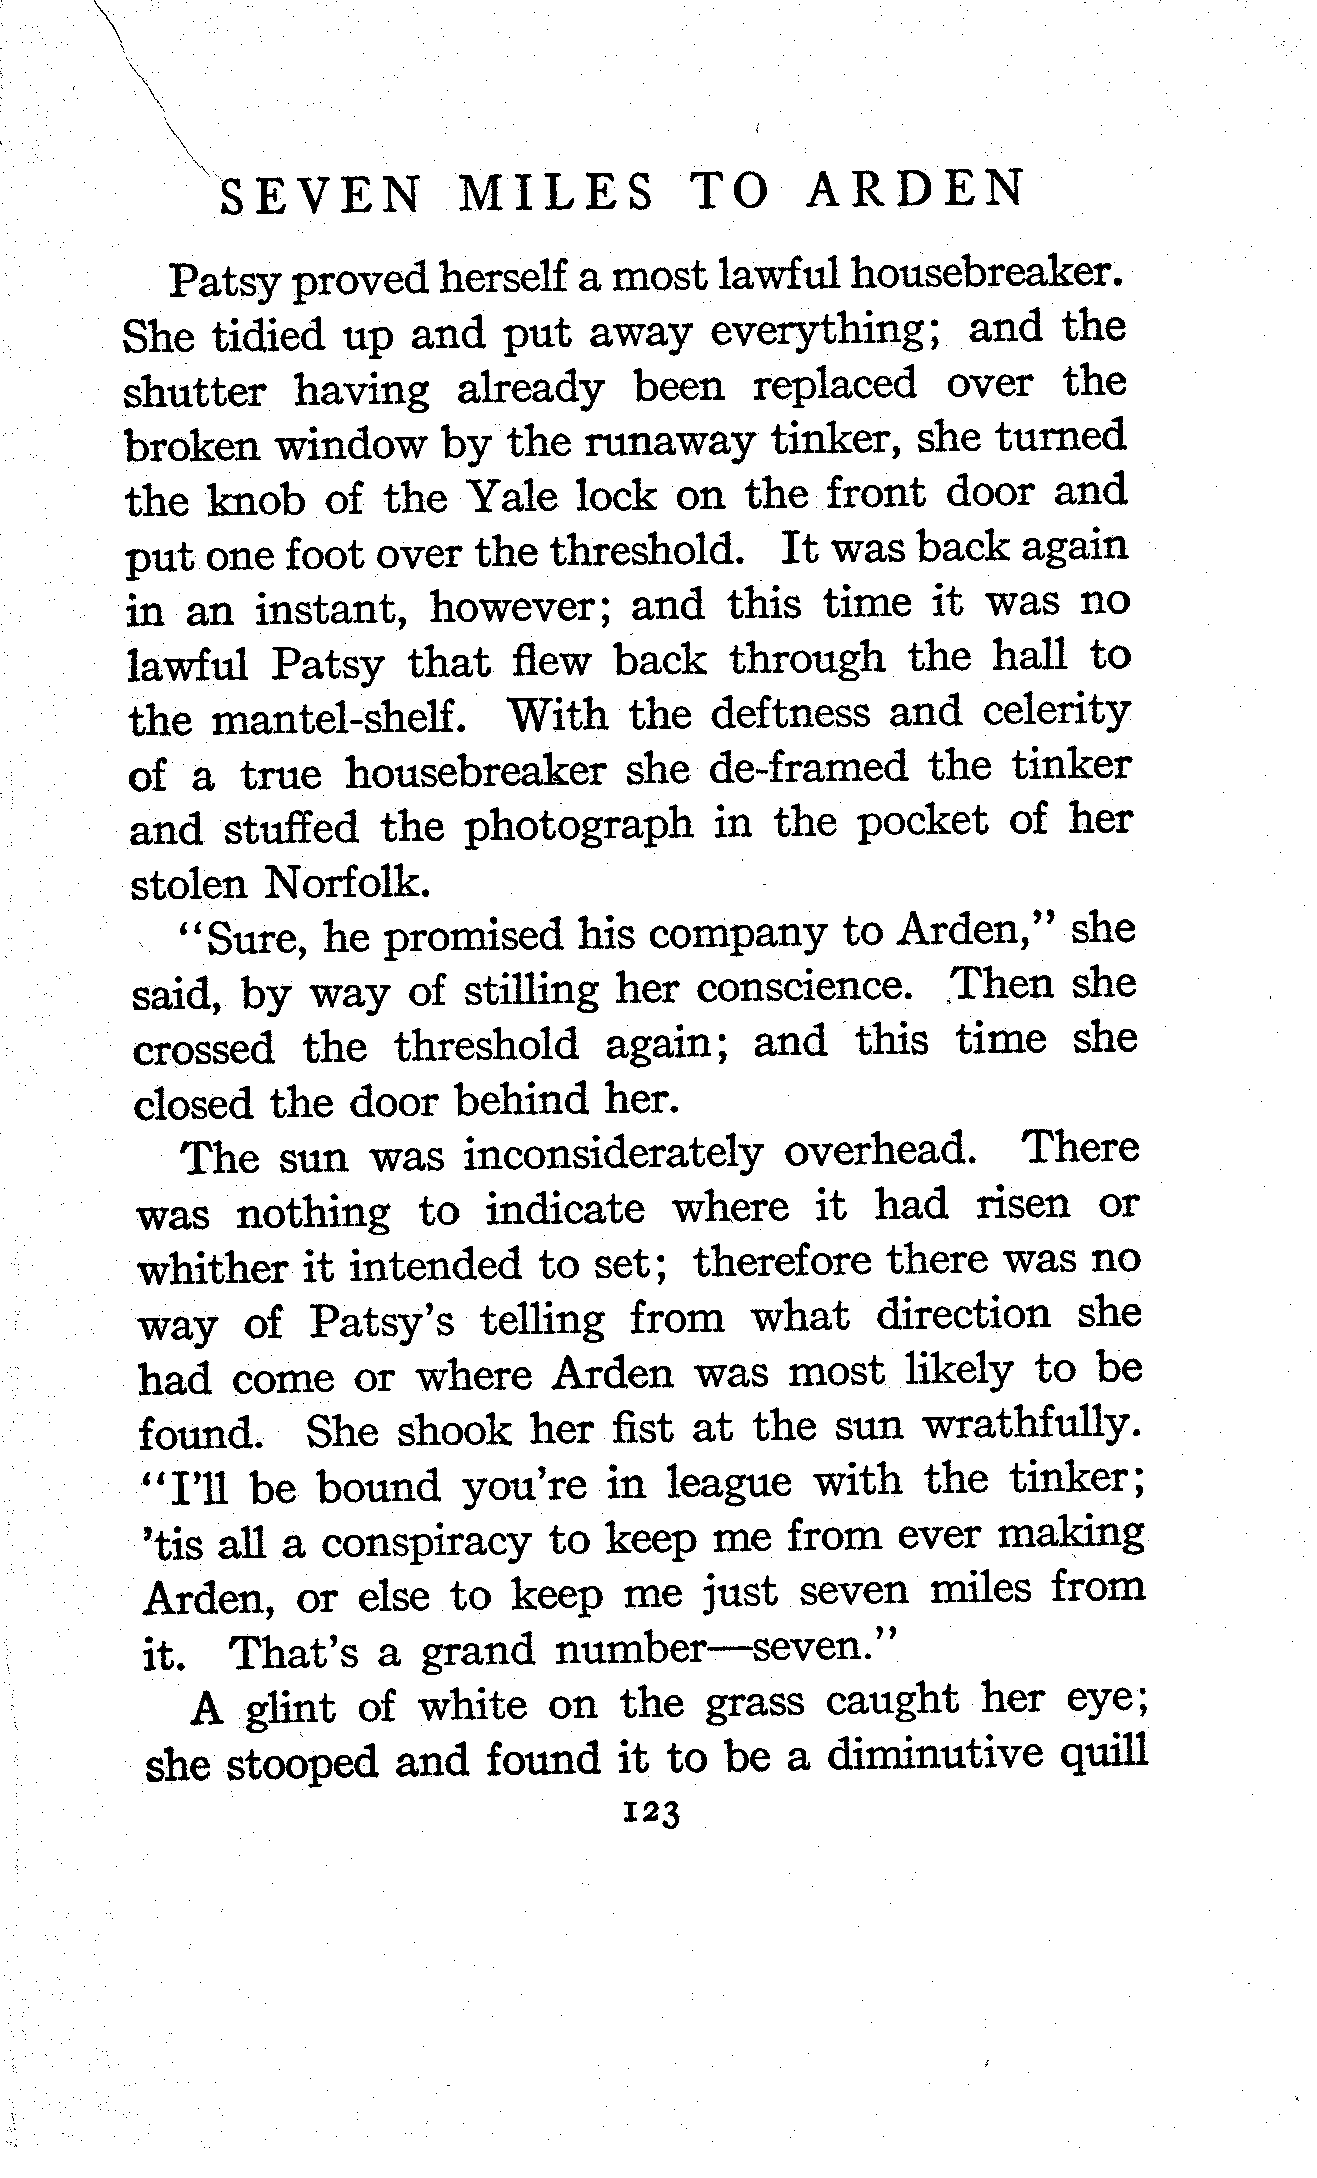 SEVEN MILES TO ARDEN
Patsy proved herself a most lawful housebreaker.
She tidied up and put away everything; and the
shutter having already been replaced over the
broken window by the runaway tinker, she turned
the knob of the Yale lock on the front door and
put one foot over the threshold. It was back again
in an instant, however; and this time it was no
lawful Patsy that flew back through the hall to
the mantel-shelf. With the deftness and celerity
of a true housebreaker she de-framed the tinker
and stuffed the photograph in the pocket of her
stolen Norfolk.
"Sure, he promised his company to Arden," she
said, by way of stilling her conscience. Then she
crossed the threshold again; and this time she
closed the door behind her.
The sun was inconsiderately overhead. There
was nothing to indicate where it had risen or
whither it intended to set; therefore there was no
way of Patsy's telling from what direction she
had come or where Arden was most likely to be
found. She shook her fist at the sun wrathfully.
"I'll be bound you're in league with the tinker;
'tis all a conspiracy to keep me from ever making
Arden, or else to keep me just seven miles from
it. That's a grand number—seven."
A glint of white on the grass caught her eye;
she stooped and found it to be a diminutive quill
123